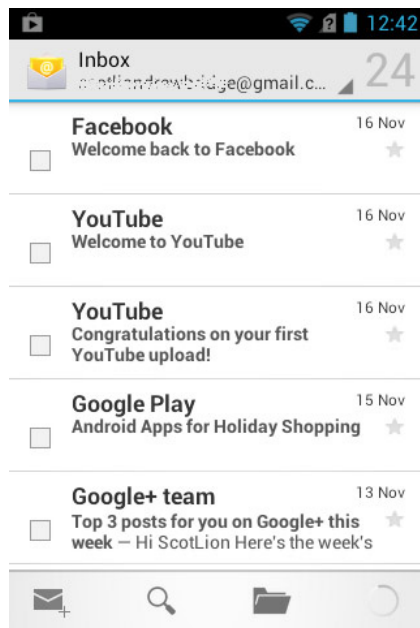 12:42
Inbox
24
Facebook
16 Nov
Welcome back to Facebook
YouTube
16 Nov
Welcome to YouTube
YouTube
16 Nov
Congratulations on your first
YouTube upload!
Google Play
15 Nov
Android Apps for Holiday Shopping
Google+ team
13 Nov
Top 3 posts for you on Google+ this
week — Hi ScotLion Here's the week's